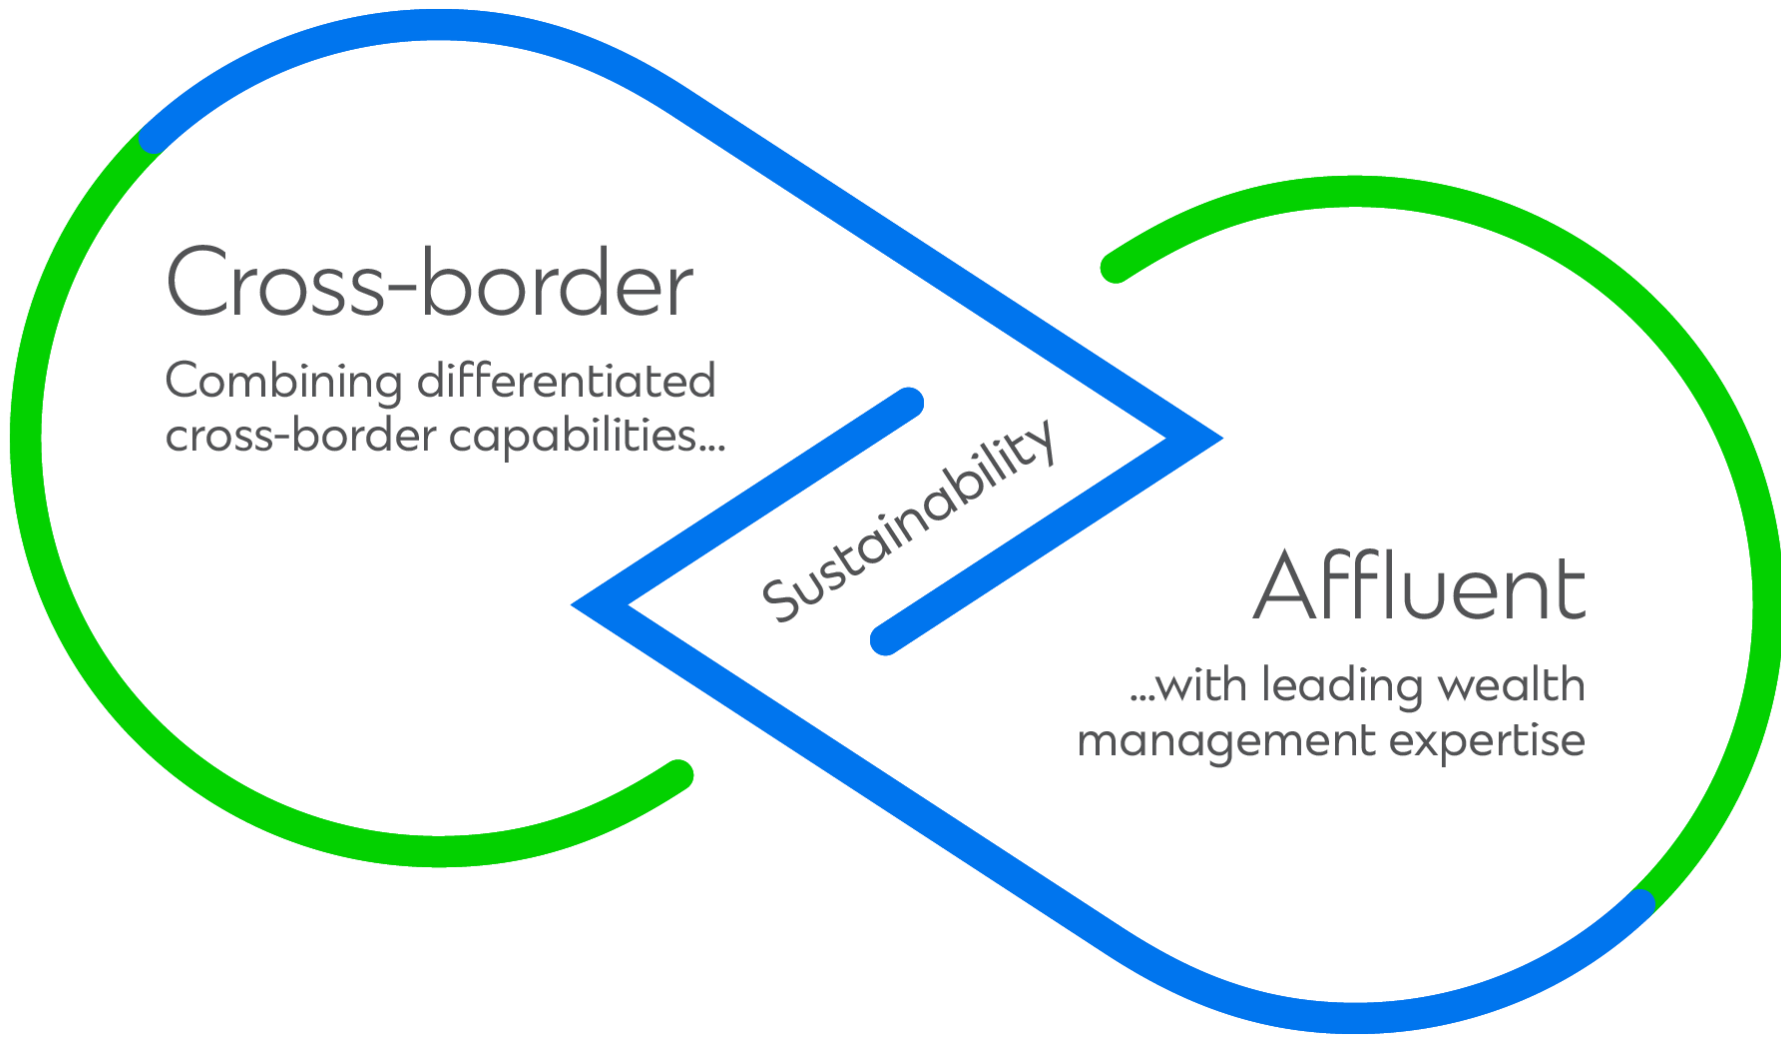 Cross-border
Combining differentiated
cross-border capabilities...
Sustainability
Affluent
...with leading wealth
management expertise